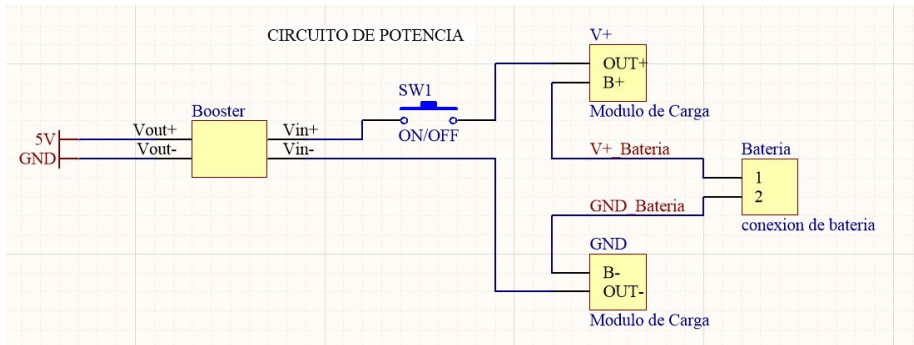 CIRCUITO DE POTENCIA
V+
OUT+
B+
Modulo de Carga
SW1
ON/OFF
Booster
5V
GND
Vout+
Vout-
Vin+
Vin-
V+_Bateria
GND_Bateria
Bateria
1
2
conexion de bateria
GND
B-
OUT-
Modulo de Carga